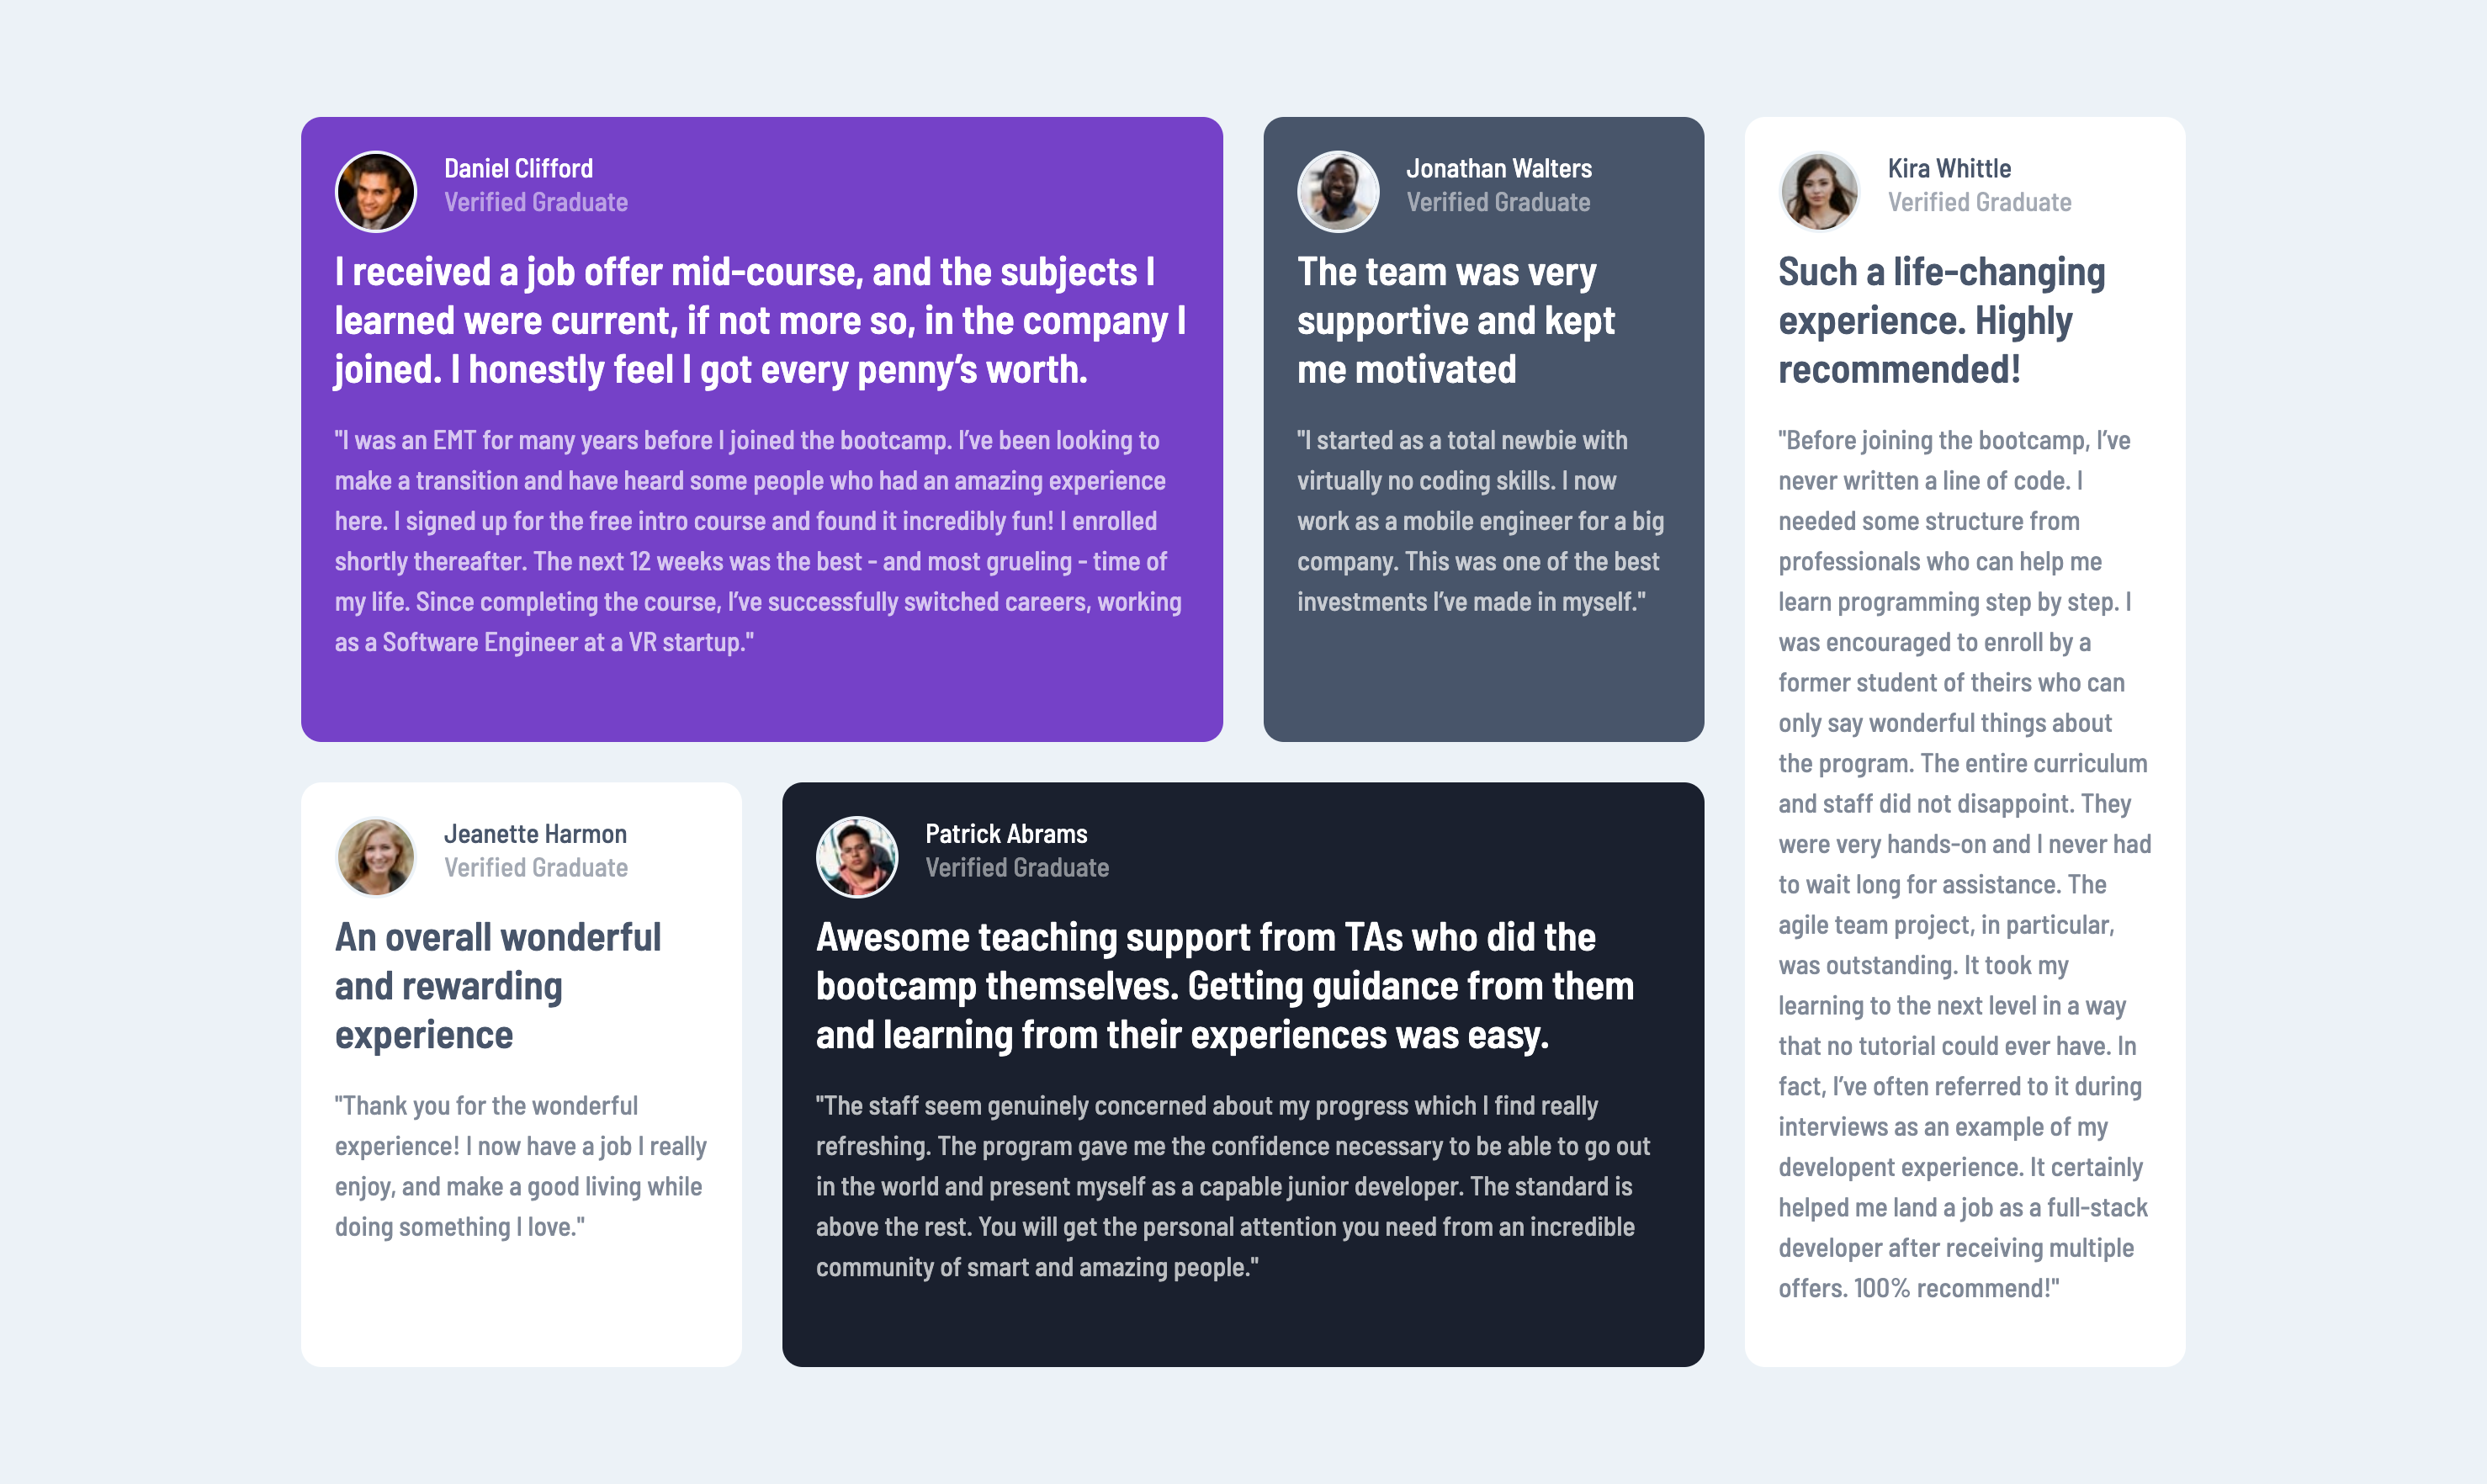 Daniel Clifford
Verified Graduate
I received a job offer mid-course, and the subjects I
learned were current, if not more so, in the company I
joined. I honestly feel I got every penny’s worth.
"I was an EMT for many years before I joined the bootcamp. I’ve been looking to
make a transition and have heard some people who had an amazing experience
here. I signed up for the free intro course and found it incredibly fun! I enrolled
shortly thereafter. The next 12 weeks was the best - and most grueling - time of
my life. Since completing the course, I’ve successfully switched careers, working
as a Software Engineer at a VR startup."
Jonathan Walters
Verified Graduate
The team was very
supportive and kept
me motivated
"I started as a total newbie with
virtually no coding skills. I now
work as a mobile engineer for a big
company. This was one of the best
investments I’ve made in myself."
Kira Whittle
Verified Graduate
Such a life-changing
experience. Highly
recommended!
"Before joining the bootcamp, I’ve
never written a line of code. I
needed some structure from
professionals who can help me
learn programming step by step. I
was encouraged to enroll by a
former student of theirs who can
only say wonderful things about
the program. The entire curriculum
and staff did not disappoint. They
were very hands-on and I never had
to wait long for assistance. The
agile team project, in particular,
was outstanding. It took my
learning to the next level in a way
that no tutorial could ever have. In
fact, I’ve often referred to it during
interviews as an example of my
developent experience. It certainly
helped me land a job as a full-stack
developer after receiving multiple
offers. 100% recommend!"
Jeanette Harmon
Verified Graduate
An overall wonderful
and rewarding
experience
"Thank you for the wonderful
experience! I now have a job I really
enjoy, and make a good living while
doing something I love."
Patrick Abrams
Verified Graduate
Awesome teaching support from TAs who did the
bootcamp themselves. Getting guidance from them
and learning from their experiences was easy.
"The staff seem genuinely concerned about my progress which I find really
refreshing. The program gave me the confidence necessary to be able to go out
in the world and present myself as a capable junior developer. The standard is
above the rest. You will get the personal attention you need from an incredible
community of smart and amazing people."